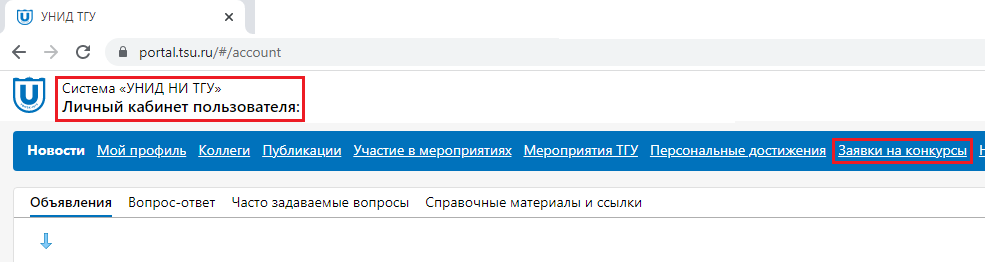 УНИД ТГУ
portal.tsu.ru/#/account
Система «УНИД НИ ТГУ»
Личный кабинет пользователя:
Новости Мой профиль Коллеги Публикации Участие в мероприятиях Мероприятия ТГУ Персональные достижения Заявки на конкурсы
Объявления Вопрос-ответ Часто задаваемые вопросы Справочные материалы и ссылки